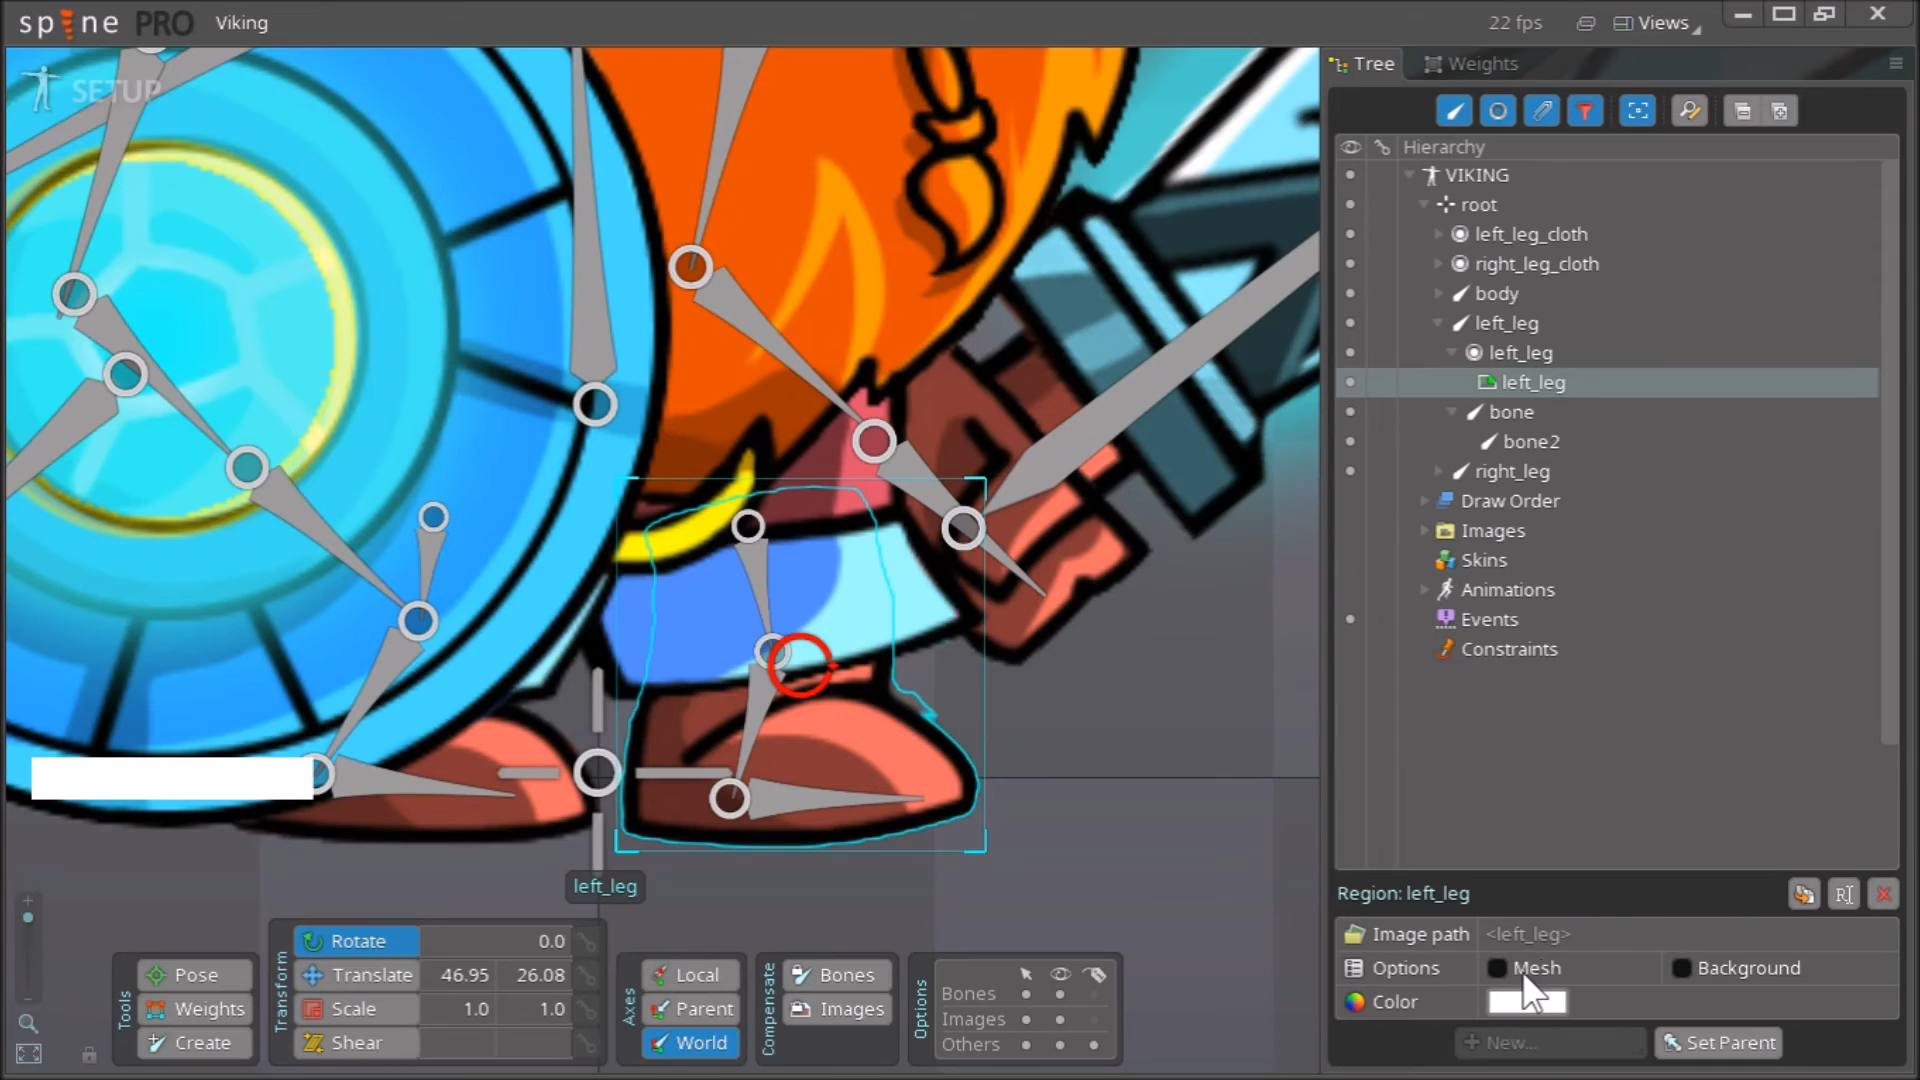 spine PRO
Viking
22 fps
Views
SETUP
Tree
Weights
Hierarchy
VIKING
root
left_leg_cloth
right_leg_cloth
body
left_leg
left_leg
left_leg
bone
bone2
right_leg
Draw Order
Images
Skins
Animations
Events
Constraints
left_leg
Region: left_leg
Image path
<left_leg>
Options
Mesh
Background
Color
New...
Set Parent
Tools
Pose
Weights
Create
Transform
Rotate
0.0
Translate
46.95
26.08
Scale
1.0
1.0
Shear
Axes
Local
Parent
World
Compensate
Bones
Images
Options
Bones
Images
Others